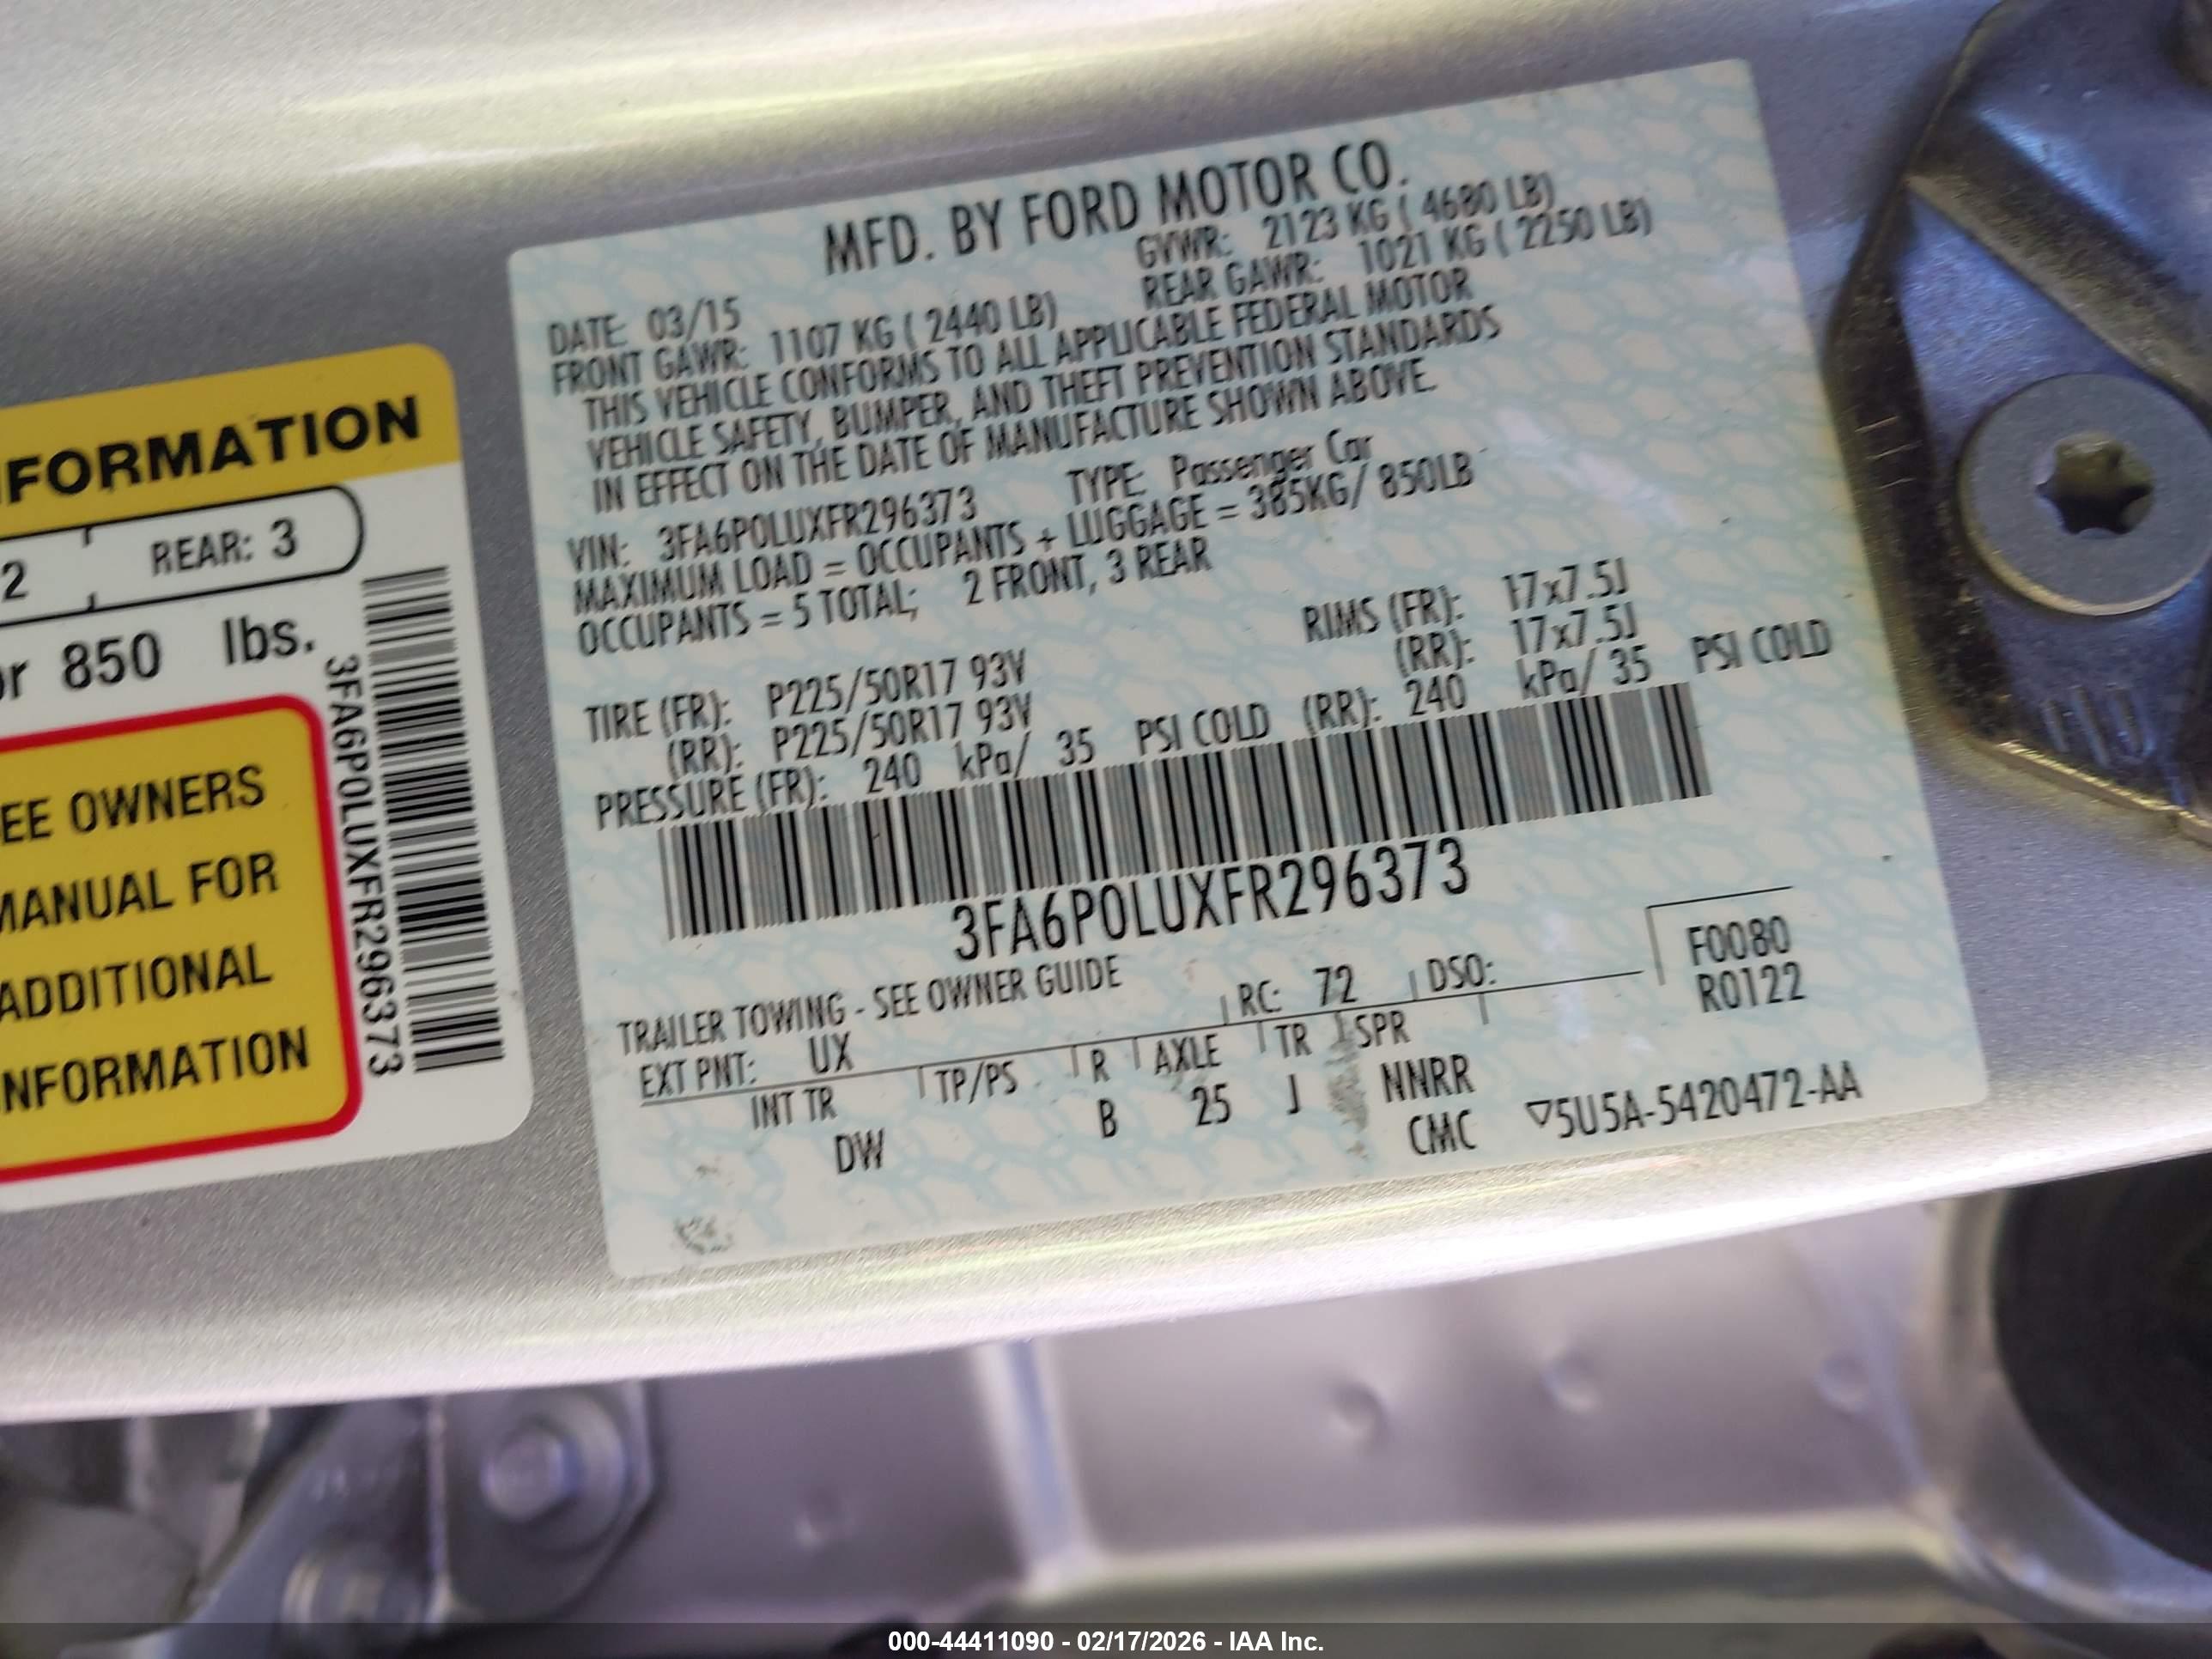 MFD. BY FORD MOTOR CO.
DATE: 03/15 GVWR: 2123 KG ( 4680 LB)
FRONT GAWR: 1107 KG ( 2440 LB) REAR GAWR: 1021 KG ( 2250 LB)
THIS VEHICLE CONFORMS TO ALL APPLICABLE FEDERAL MOTOR
VEHICLE SAFETY, BUMPER, AND THEFT PREVENTION STANDARDS
IN EFFECT ON THE DATE OF MANUFACTURE SHOWN ABOVE.
VIN: 3FA6P0LUXFR296373 TYPE: Passenger Car
MAXIMUM LOAD = OCCUPANTS + LUGGAGE = 385KG/ 850LB
OCCUPANTS = 5 TOTAL; 2 FRONT, 3 REAR
TIRE (FR): P225/50R17 93V RIMS (FR): 17x7.5J
(RR): P225/50R17 93V (RR): 17x7.5J
PRESSURE (FR): 240 kPa/ 35 PSI COLD (RR): 240 kPa/ 35 PSI COLD
3FA6P0LUXFR296373
TRAILER TOWING - SEE OWNER GUIDE
EXT PNT: UX RC: 72 DSO: F0080
R0122
INT TR TP/PS R AXLE TR SPR
DW B 25 J NNRR
CMC ▽5U5A-5420472-AA
NFORMATION
2 REAR: 3
or 850 lbs.
EE OWNERS
MANUAL FOR
ADDITIONAL
NFORMATION
3FA6P0LUXFR296373
000-44411090 - 02/17/2026 - IAA Inc.